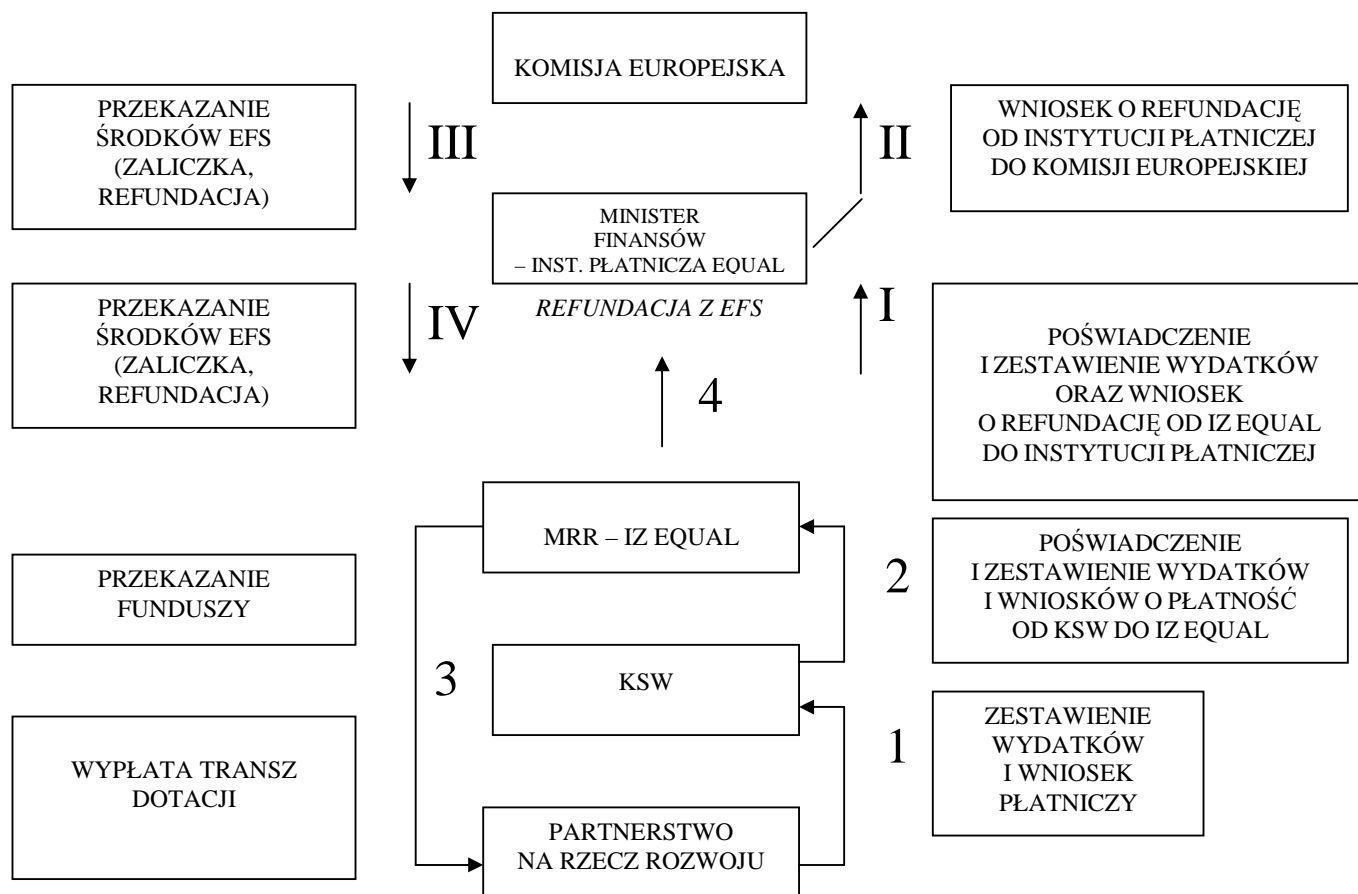 KOMISJA EUROPEJSKA
PRZEKAZANIE
ŚRODKÓW EFS
(ZALICZKA,
REFUNDACJA)
III
II
WNIOSEK O REFUNDACJĘ
OD INSTYTUCJI PŁATNICZEJ
DO KOMISJI EUROPEJSKIEJ
MINISTER
FINANSÓW
– INST. PŁATNICZA EQUAL
REFUNDACJA Z EFS
PRZEKAZANIE
ŚRODKÓW EFS
(ZALICZKA,
REFUNDACJA)
IV
I
POŚWIADCZENIE
I ZESTAWIENIE WYDATKÓW
ORAZ WNIOSEK
O REFUNDACJĘ OD IZ EQUAL
DO INSTYTUCJI PŁATNICZEJ
4
MRR – IZ EQUAL
PRZEKAZANIE
FUNDUSZY
2
POŚWIADCZENIE
I ZESTAWIENIE WYDATKÓW
I WNIOSKÓW O PŁATNOŚĆ
OD KSW DO IZ EQUAL
3
KSW
WYPŁATA TRANSZ
DOTACJI
1
ZESTAWIENIE
WYDATKÓW
I WNIOSEK
PŁATNICZY
PARTNERSTWO
NA RZECZ ROZWOJU